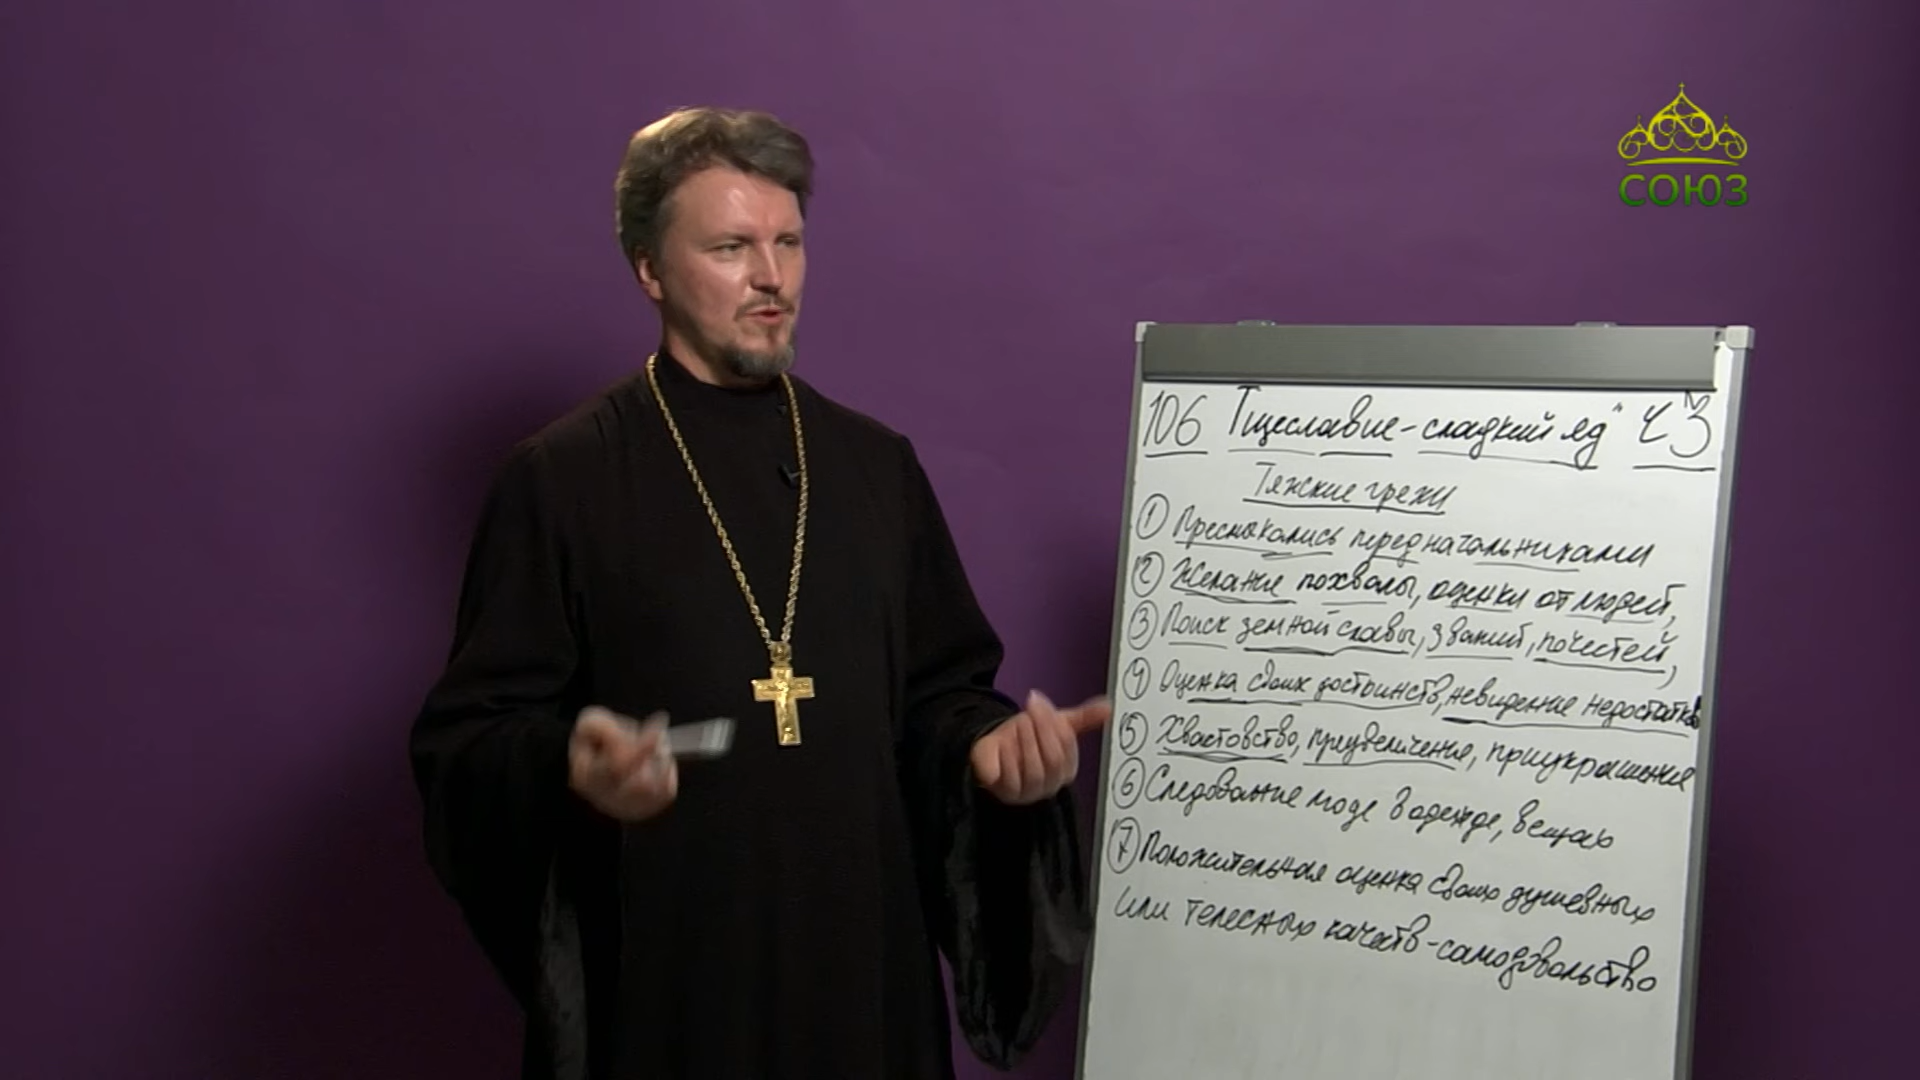 СОЮЗ
106 Тщеславие-сладкий яд" ч3
Тяжкие грехи
① Пресмыкались перед начальниками
② Желание похвалы, оценки от людей,
③ Поиск земной славы, званий, почестей,
④ Оценка своих достоинств, невидение недостатков
⑤ Хвастовство, преувеличение, приукрашение
⑥ Следование моде в одежде, вещах
⑦ Положительная оценка своих душевных
или телесных качеств-самодовольство